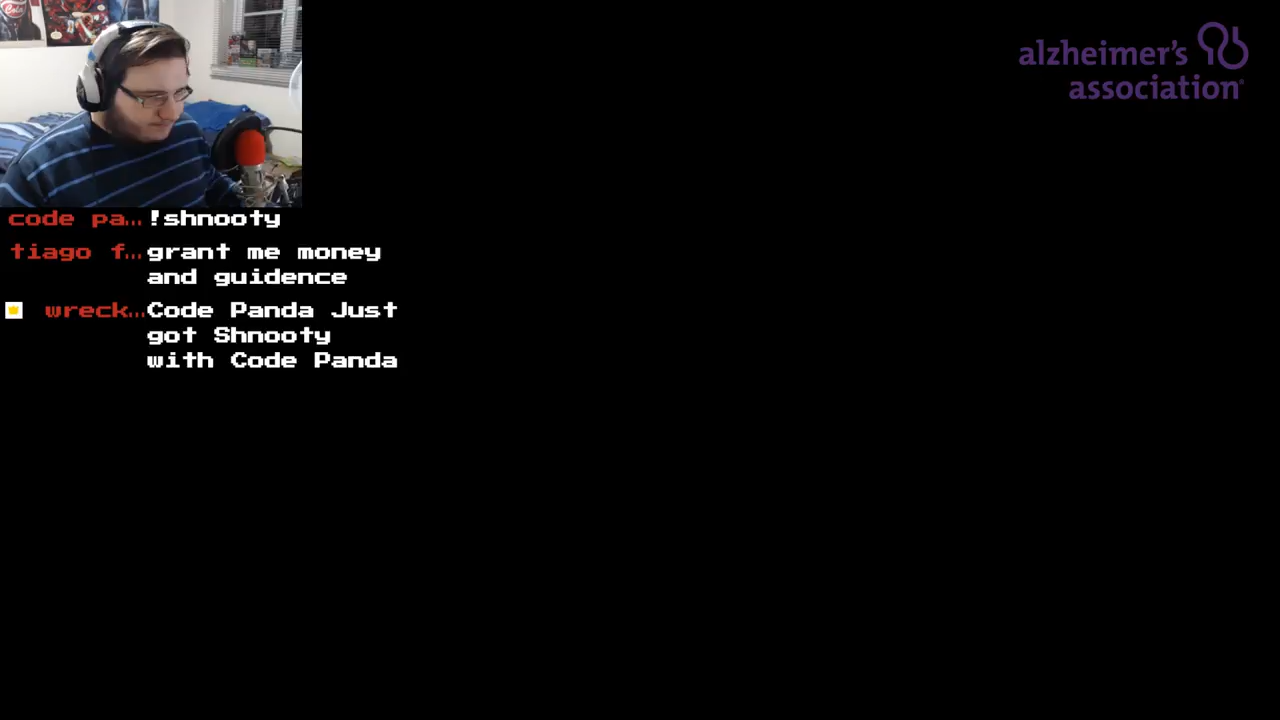 alzheimer's
association
code pa... !shnooty
tiago f... grant me money
and guidence
wreck... Code Panda Just
got Shnooty
with Code Panda